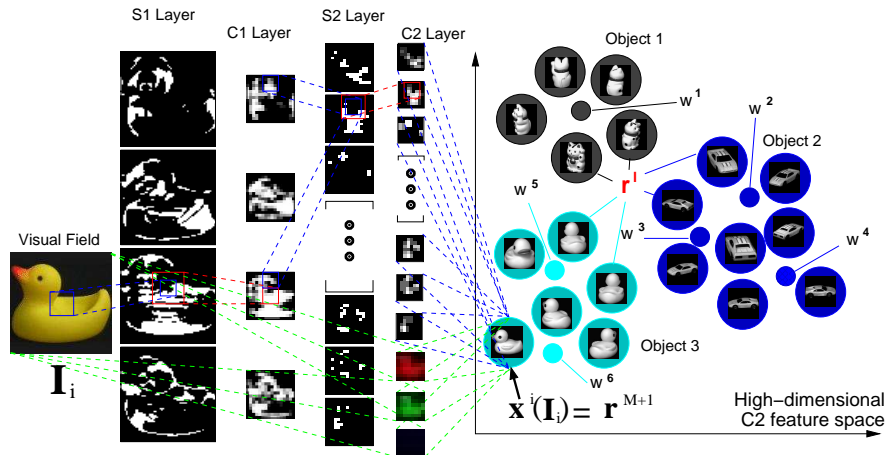 S1 Layer
C1 Layer
S2 Layer
C2 Layer
Visual Field
I i
Object 1
w 1
w 2
Object 2
r l
w 5
w 3
w 4
Object 3
w 6
x i (I i) = r M+1
High-dimensional
C2 feature space